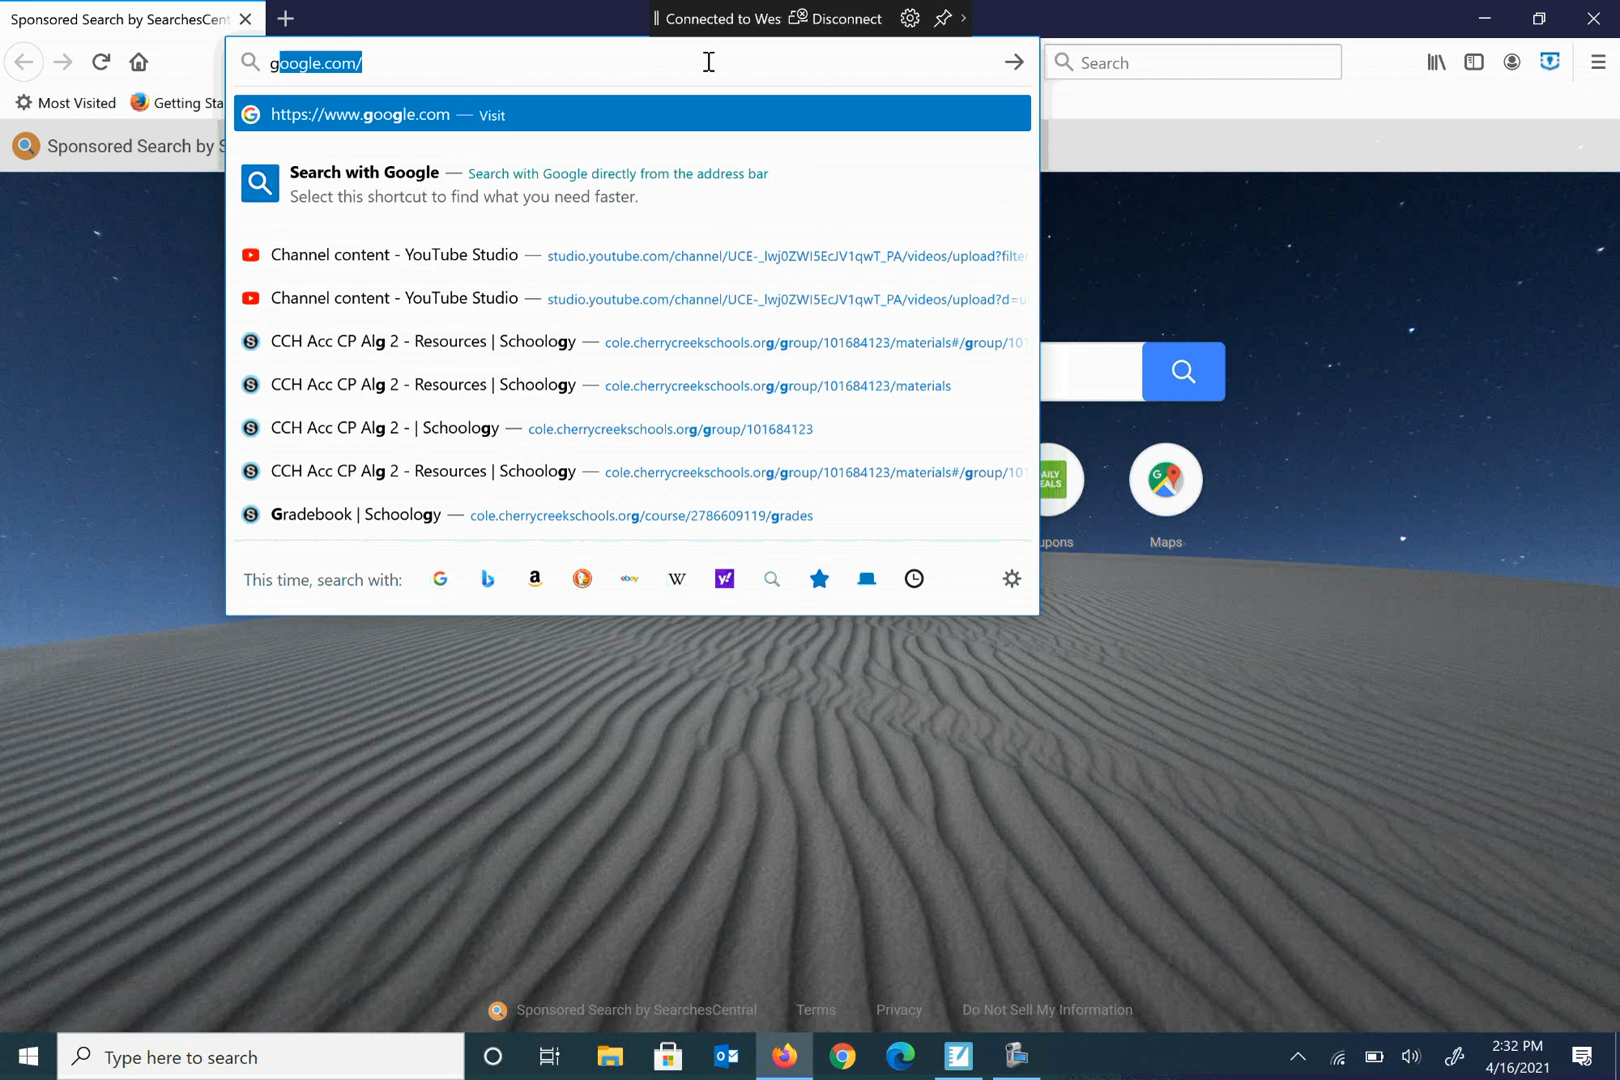 Sponsored Search by SearchesCent
Connected to Wes Disconnect
google.com/
Search
Most Visited
Getting Sta
https://www.google.com — Visit
Sponsored Search by S
Search with Google — Search with Google directly from the address bar
Select this shortcut to find what you need faster.
Channel content - YouTube Studio — studio.youtube.com/channel/UCE-_lwj0ZWI5EcJV1qwT_PA/videos/upload?filte
Channel content - YouTube Studio — studio.youtube.com/channel/UCE-_lwj0ZWI5EcJV1qwT_PA/videos/upload?d=u
CCH Acc CP Alg 2 - Resources | Schoology — cole.cherrycreekschools.org/group/101684123/materials#/group/101
CCH Acc CP Alg 2 - Resources | Schoology — cole.cherrycreekschools.org/group/101684123/materials
CCH Acc CP Alg 2 - | Schoology — cole.cherrycreekschools.org/group/101684123
CCH Acc CP Alg 2 - Resources | Schoology — cole.cherrycreekschools.org/group/101684123/materials#/group/101
Gradebook | Schoology — cole.cherrycreekschools.org/course/2786609119/grades
AILY
EALS
upons
Maps
This time, search with:
Sponsored Search by SearchesCentral
Terms
Privacy
Do Not Sell My Information
Type here to search
2:32 PM
4/16/2021